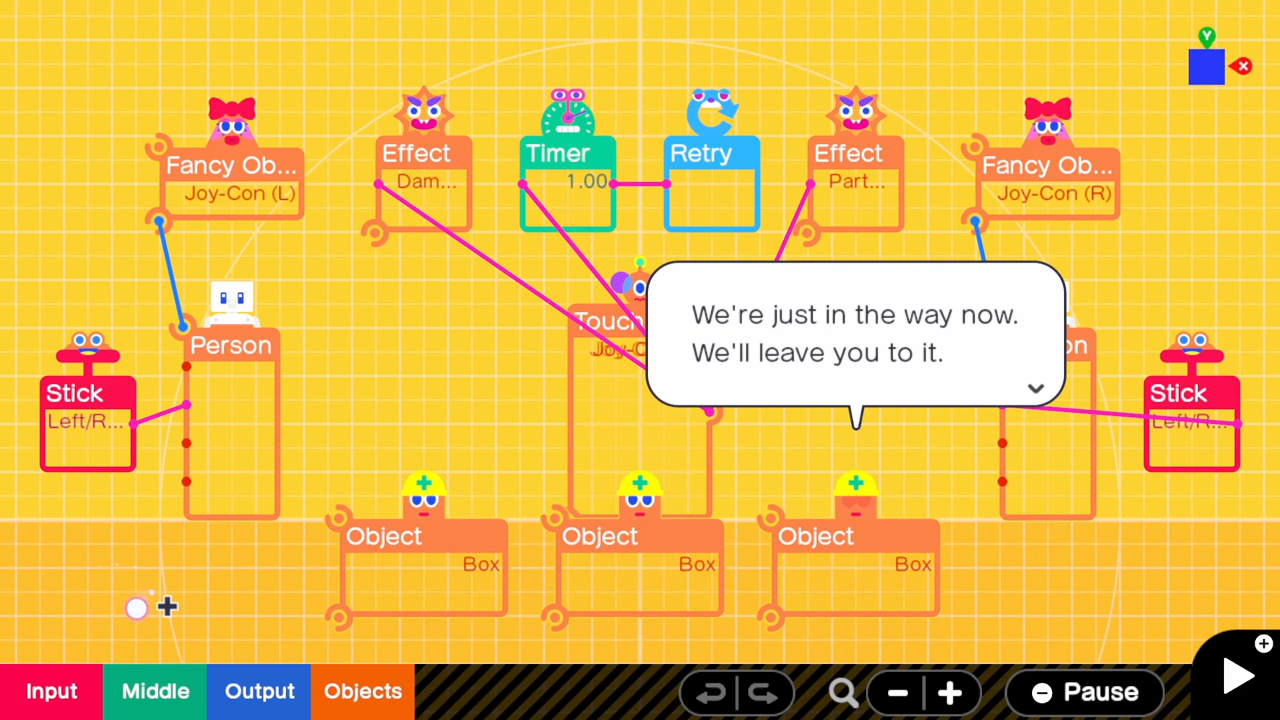 Y
X
Fancy Ob...
Joy-Con (L)
Effect
Dam...
Timer
1.00
Retry
Effect
Part...
Fancy Ob...
Joy-Con (R)
Touch
Joy-C
We're just in the way now.
We'll leave you to it.
Person
on
Stick
Left/R...
Stick
Left/R...
Object
Box
Object
Box
Object
Box
Input
Middle
Output
Objects
Pause